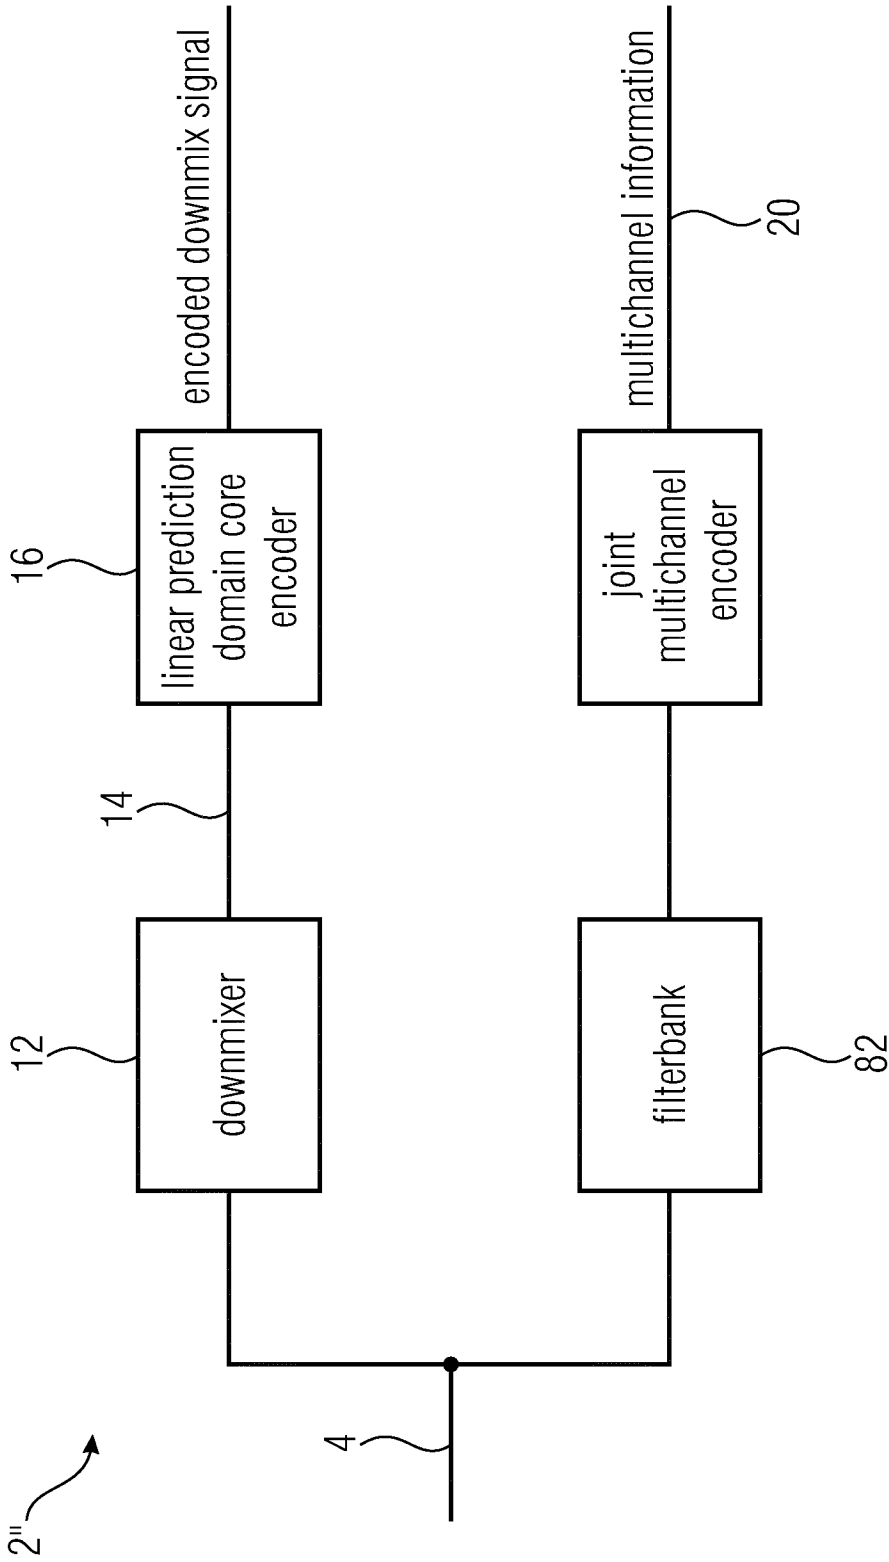 2"
4
12
downmixer
14
16
linear prediction
domain core
encoder
encoded downmix signal
filterbank
82
joint
multichannel
encoder
multichannel information
20